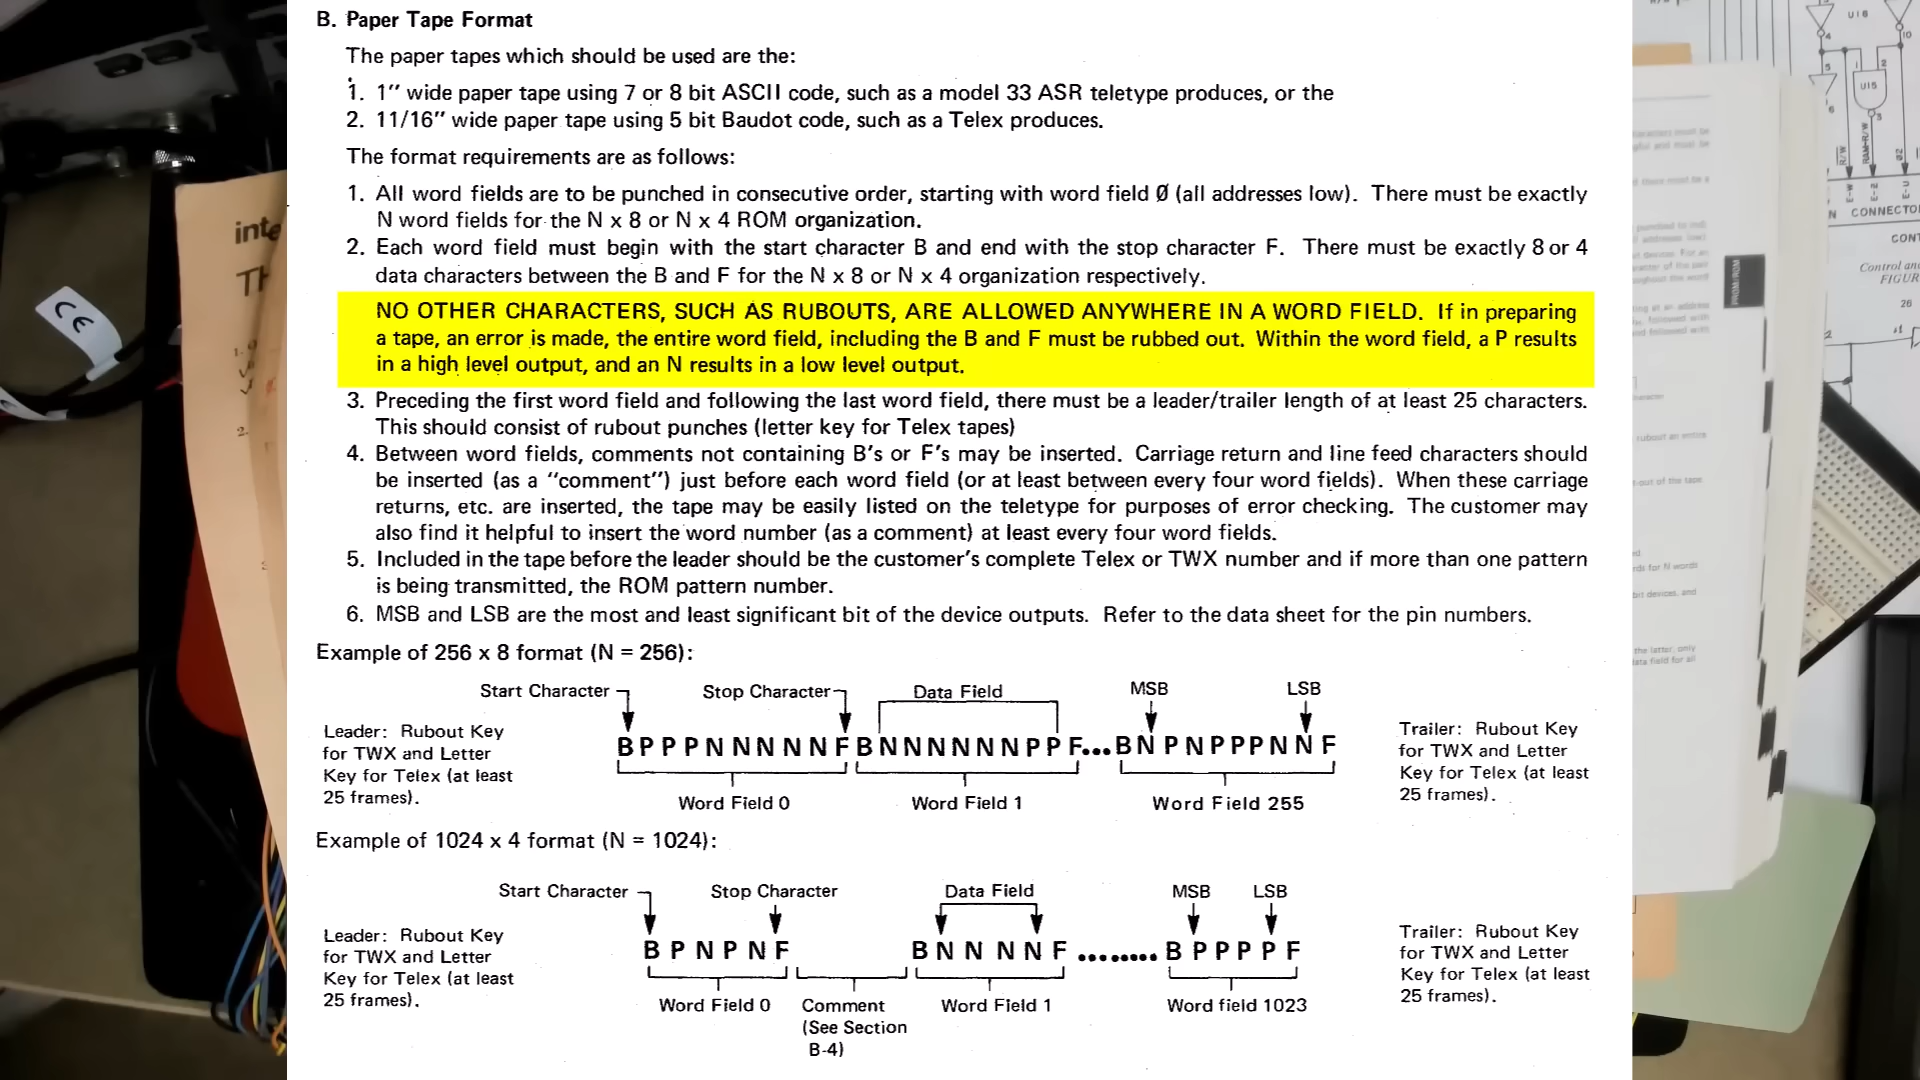 B. Paper Tape Format
The paper tapes which should be used are the:
1. 1” wide paper tape using 7 or 8 bit ASCII code, such as a model 33 ASR teletype produces, or the
2. 11/16” wide paper tape using 5 bit Baudot code, such as a Telex produces.
The format requirements are as follows:
1. All word fields are to be punched in consecutive order, starting with word field Ø (all addresses low). There must be exactly
N word fields for the N x 8 or N x 4 ROM organization.
2. Each word field must begin with the start character B and end with the stop character F. There must be exactly 8 or 4
data characters between the B and F for the N x 8 or N x 4 organization respectively.
NO OTHER CHARACTERS, SUCH AS RUBOUTS, ARE ALLOWED ANYWHERE IN A WORD FIELD. If in preparing
a tape, an error is made, the entire word field, including the B and F must be rubbed out. Within the word field, a P results
in a high level output, and an N results in a low level output.
3. Preceding the first word field and following the last word field, there must be a leader/trailer length of at least 25 characters.
This should consist of rubout punches (letter key for Telex tapes)
4. Between word fields, comments not containing B's or F's may be inserted. Carriage return and line feed characters should
be inserted (as a “comment”) just before each word field (or at least between every four word fields). When these carriage
returns, etc. are inserted, the tape may be easily listed on the teletype for purposes of error checking. The customer may
also find it helpful to insert the word number (as a comment) at least every four word fields.
5. Included in the tape before the leader should be the customer's complete Telex or TWX number and if more than one pattern
is being transmitted, the ROM pattern number.
6. MSB and LSB are the most and least significant bit of the device outputs. Refer to the data sheet for the pin numbers.
Example of 256 x 8 format (N = 256):
Start Character Stop Character Data Field MSB LSB
Leader: Rubout Key
for TWX and Letter
Key for Telex (at least
25 frames).
B P P P N N N N N F B N N N N N N P P F...B N P N P P P N N F
Word Field 0 Word Field 1 Word Field 255
Trailer: Rubout Key
for TWX and Letter
Key for Telex (at least
25 frames).
Example of 1024 x 4 format (N = 1024):
Start Character Stop Character Data Field MSB LSB
Leader: Rubout Key
for TWX and Letter
Key for Telex (at least
25 frames).
B P N P N F B N N N N F ........ B P P P P F
Word Field 0 Comment Word Field 1 Word field 1023
(See Section
B-4)
Trailer: Rubout Key
for TWX and Letter
Key for Telex (at least
25 frames).
CE
inte
TH
U16
U15
R/W
RAM-R/W
Ø2
E-W
E-2
E-U
N CONNECTO
CONT
Control and
FIGUR
26
PROM/ROM
the latter, only
data field for all